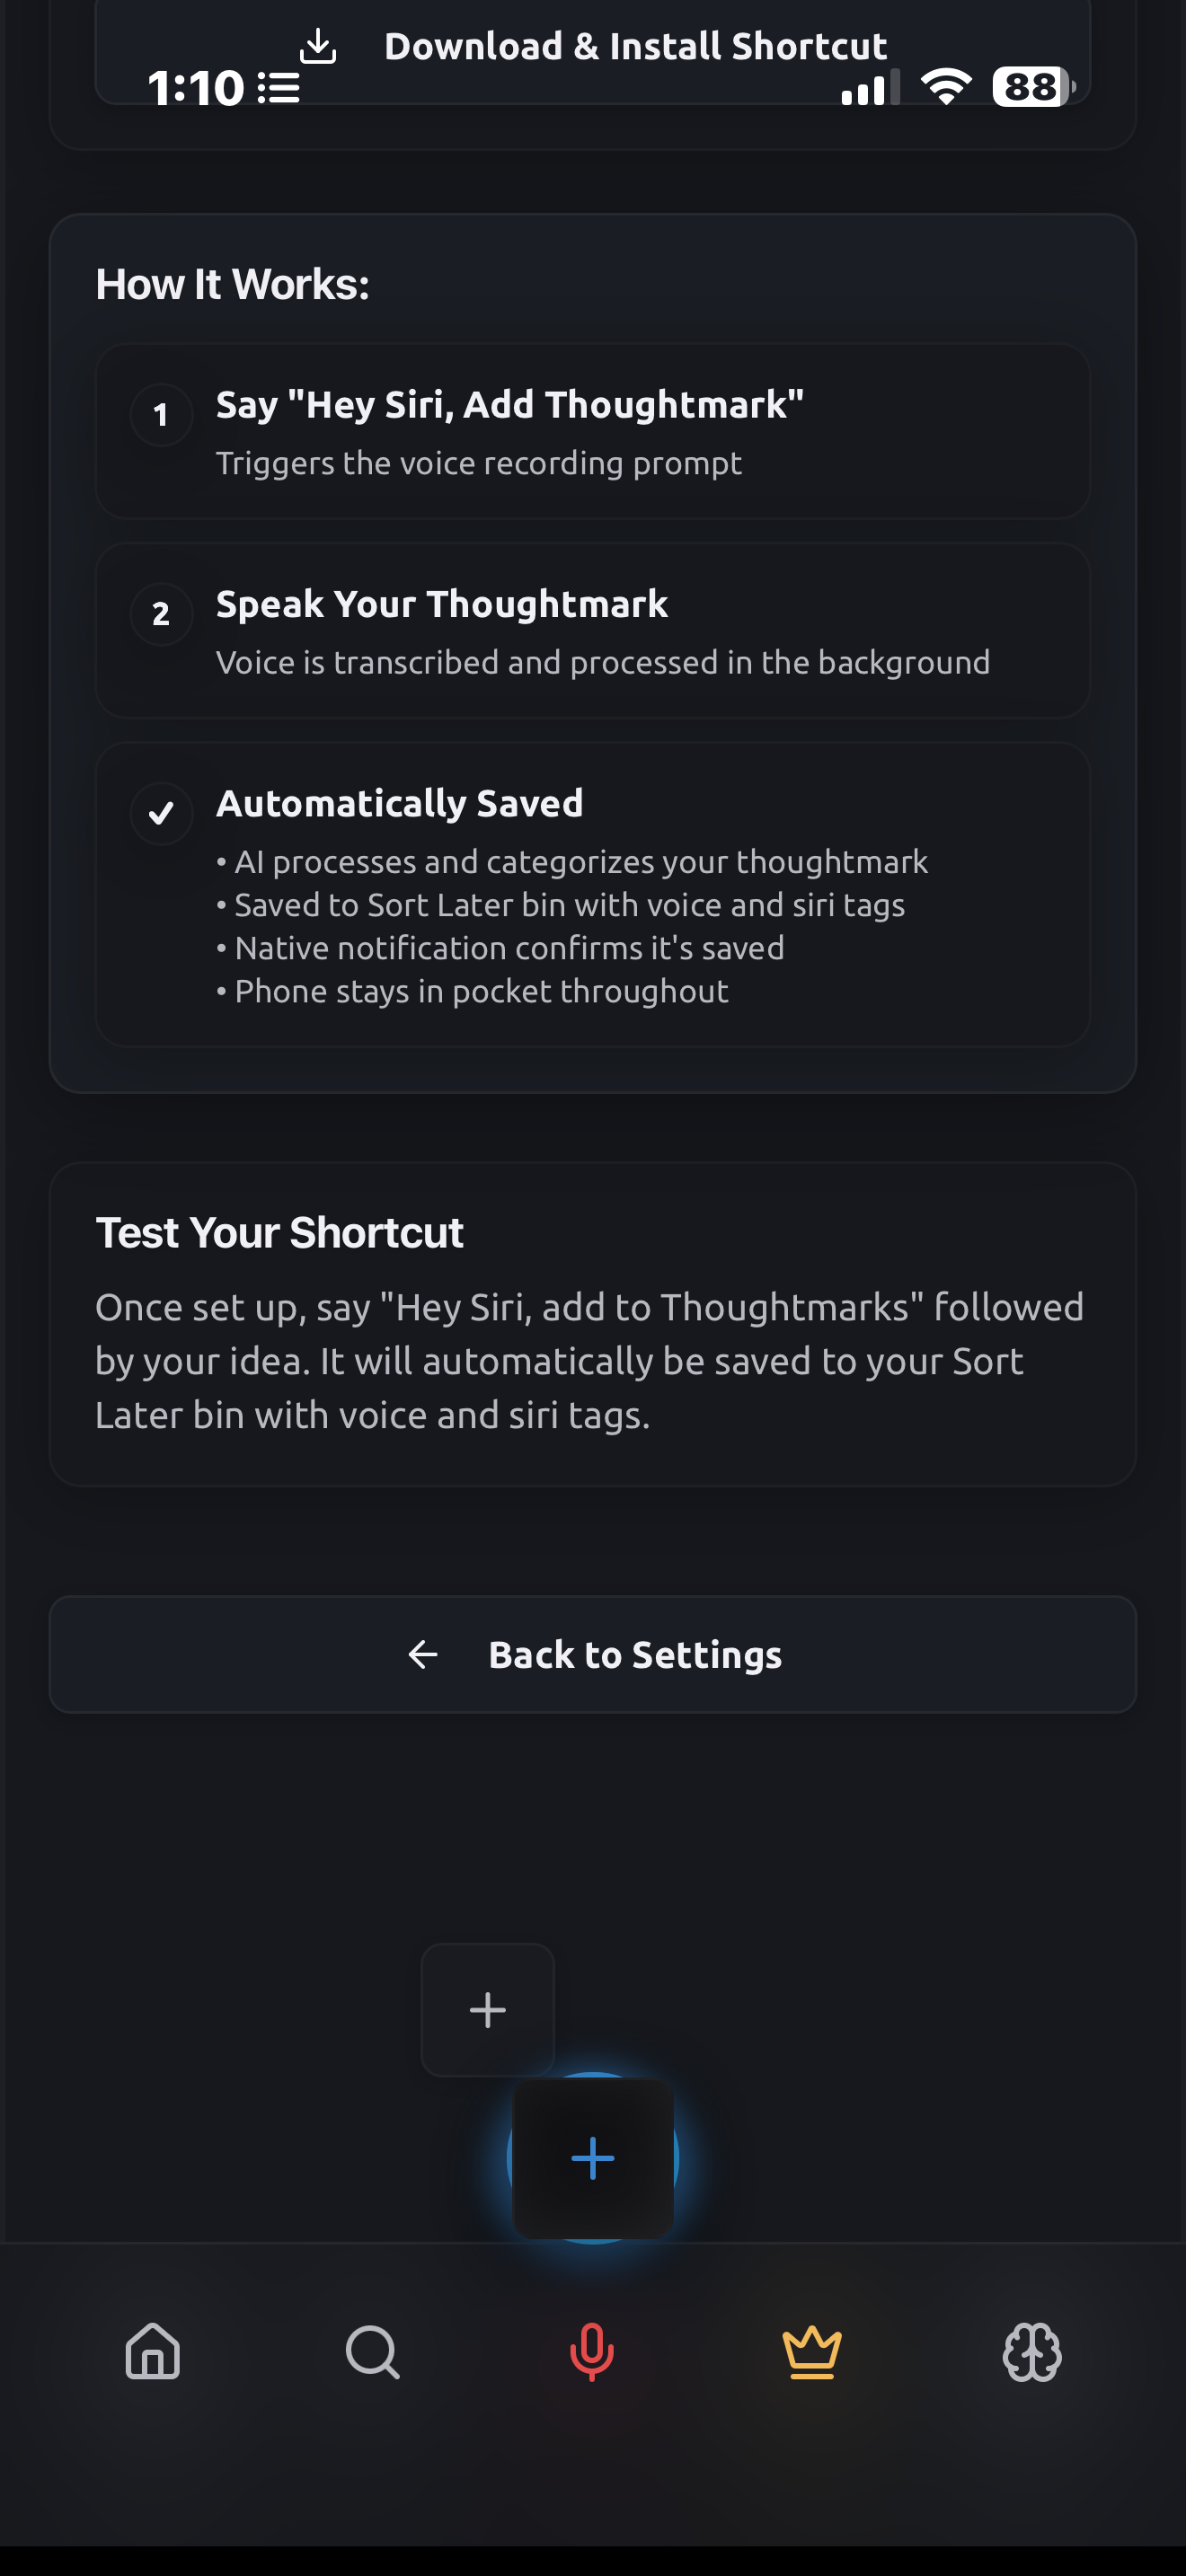 Download & Install Shortcut
1:10
88
How It Works:
1
Say "Hey Siri, Add Thoughtmark"
Triggers the voice recording prompt
2
Speak Your Thoughtmark
Voice is transcribed and processed in the background
Automatically Saved
• AI processes and categorizes your thoughtmark
• Saved to Sort Later bin with voice and siri tags
• Native notification confirms it's saved
• Phone stays in pocket throughout
Test Your Shortcut
Once set up, say "Hey Siri, add to Thoughtmarks" followed
by your idea. It will automatically be saved to your Sort
Later bin with voice and siri tags.
Back to Settings